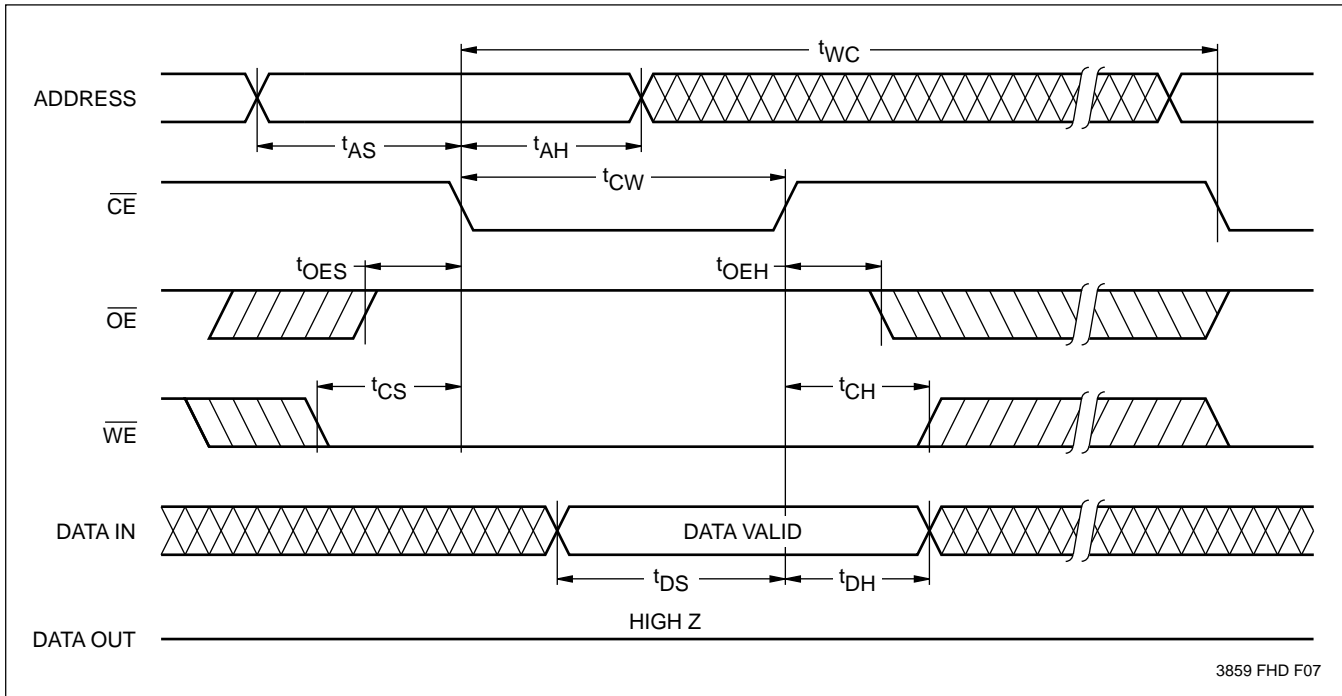 tWC
ADDRESS
tAS
tAH
tCW
CE
tOES
tOEH
OE
tCS
tCH
WE
DATA IN
DATA VALID
tDS
tDH
HIGH Z
DATA OUT
3859 FHD F07